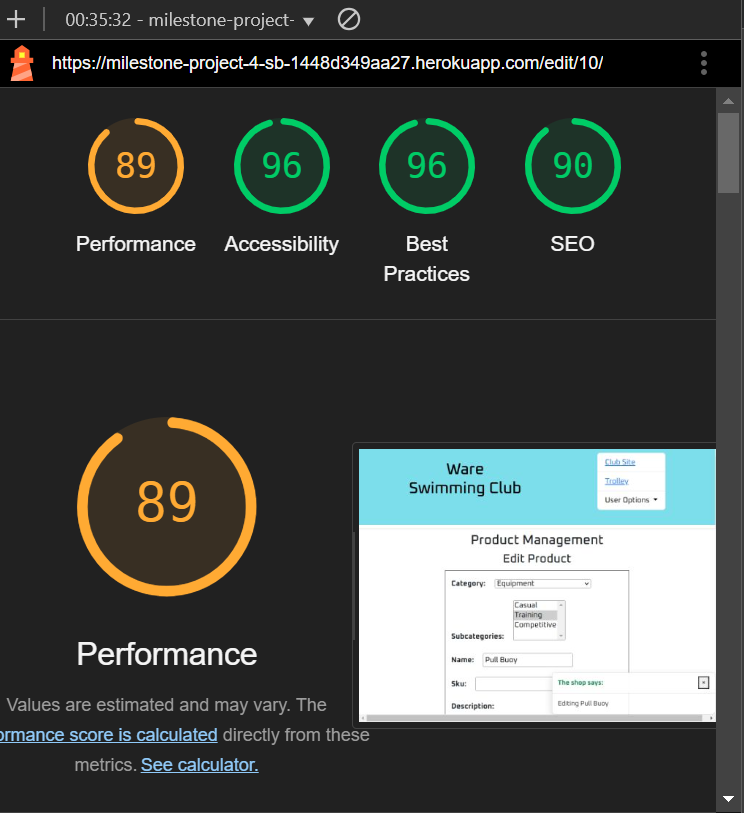 00:35:32 - milestone-project-
https://milestone-project-4-sb-1448d349aa27.herokuapp.com/edit/10/
89 96 96 90
Performance Accessibility Best Practices SEO
89
Performance
Values are estimated and may vary. The
ormance score is calculated directly from these
metrics. See calculator.
Ware
Swimming Club
Club Site
Trolley
User Options
Product Management
Edit Product
Category: Equipment
Casual
Training
Competitive
Subcategories:
Name: Pull Buoy
Sku:
Description:
The shop says:
×
Editing Pull Buoy